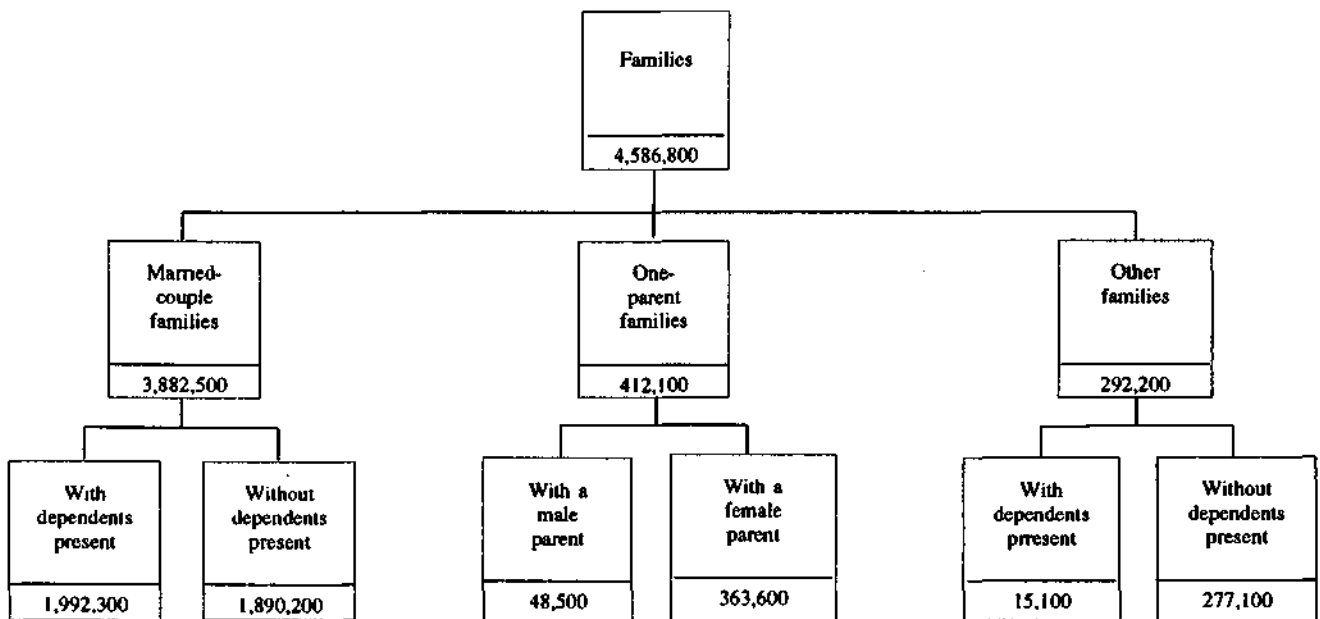 Families
4,586,800
Married-
couple
families
3,882,500
One-
parent
families
412,100
Other
families
292,200
With
dependents
present
1,992,300
Without
dependents
present
1,890,200
With a
male
parent
48,500
With a
female
parent
363,600
With
dependents
prresent
15,100
Without
dependents
present
277,100